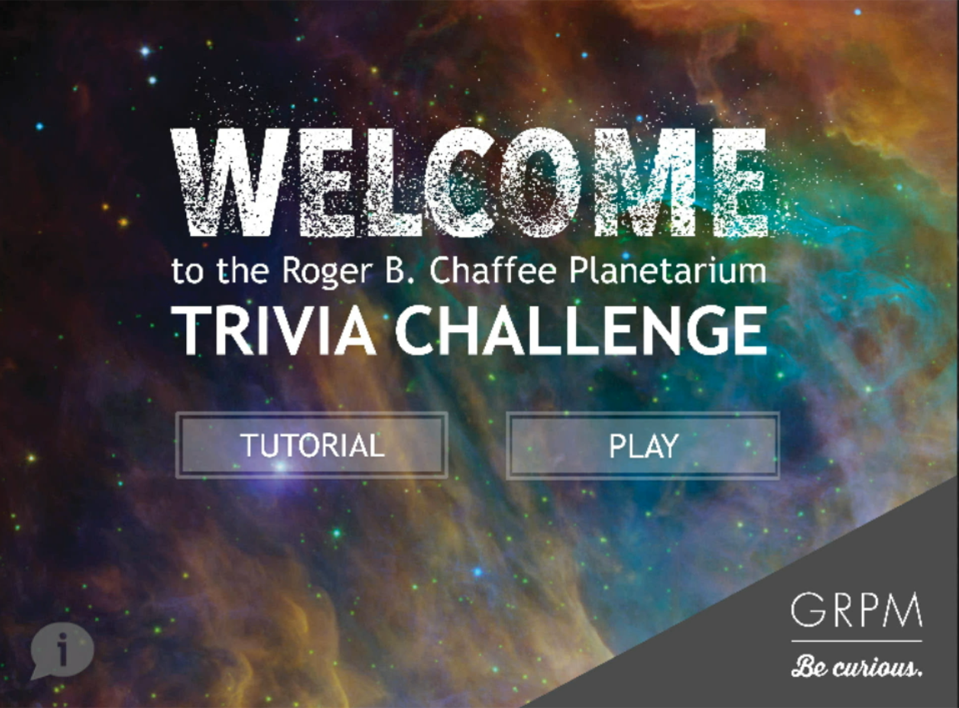 WELCOME
to the Roger B. Chaffee Planetarium
TRIVIA CHALLENGE
TUTORIAL
PLAY
i
GRPM
Be curious.